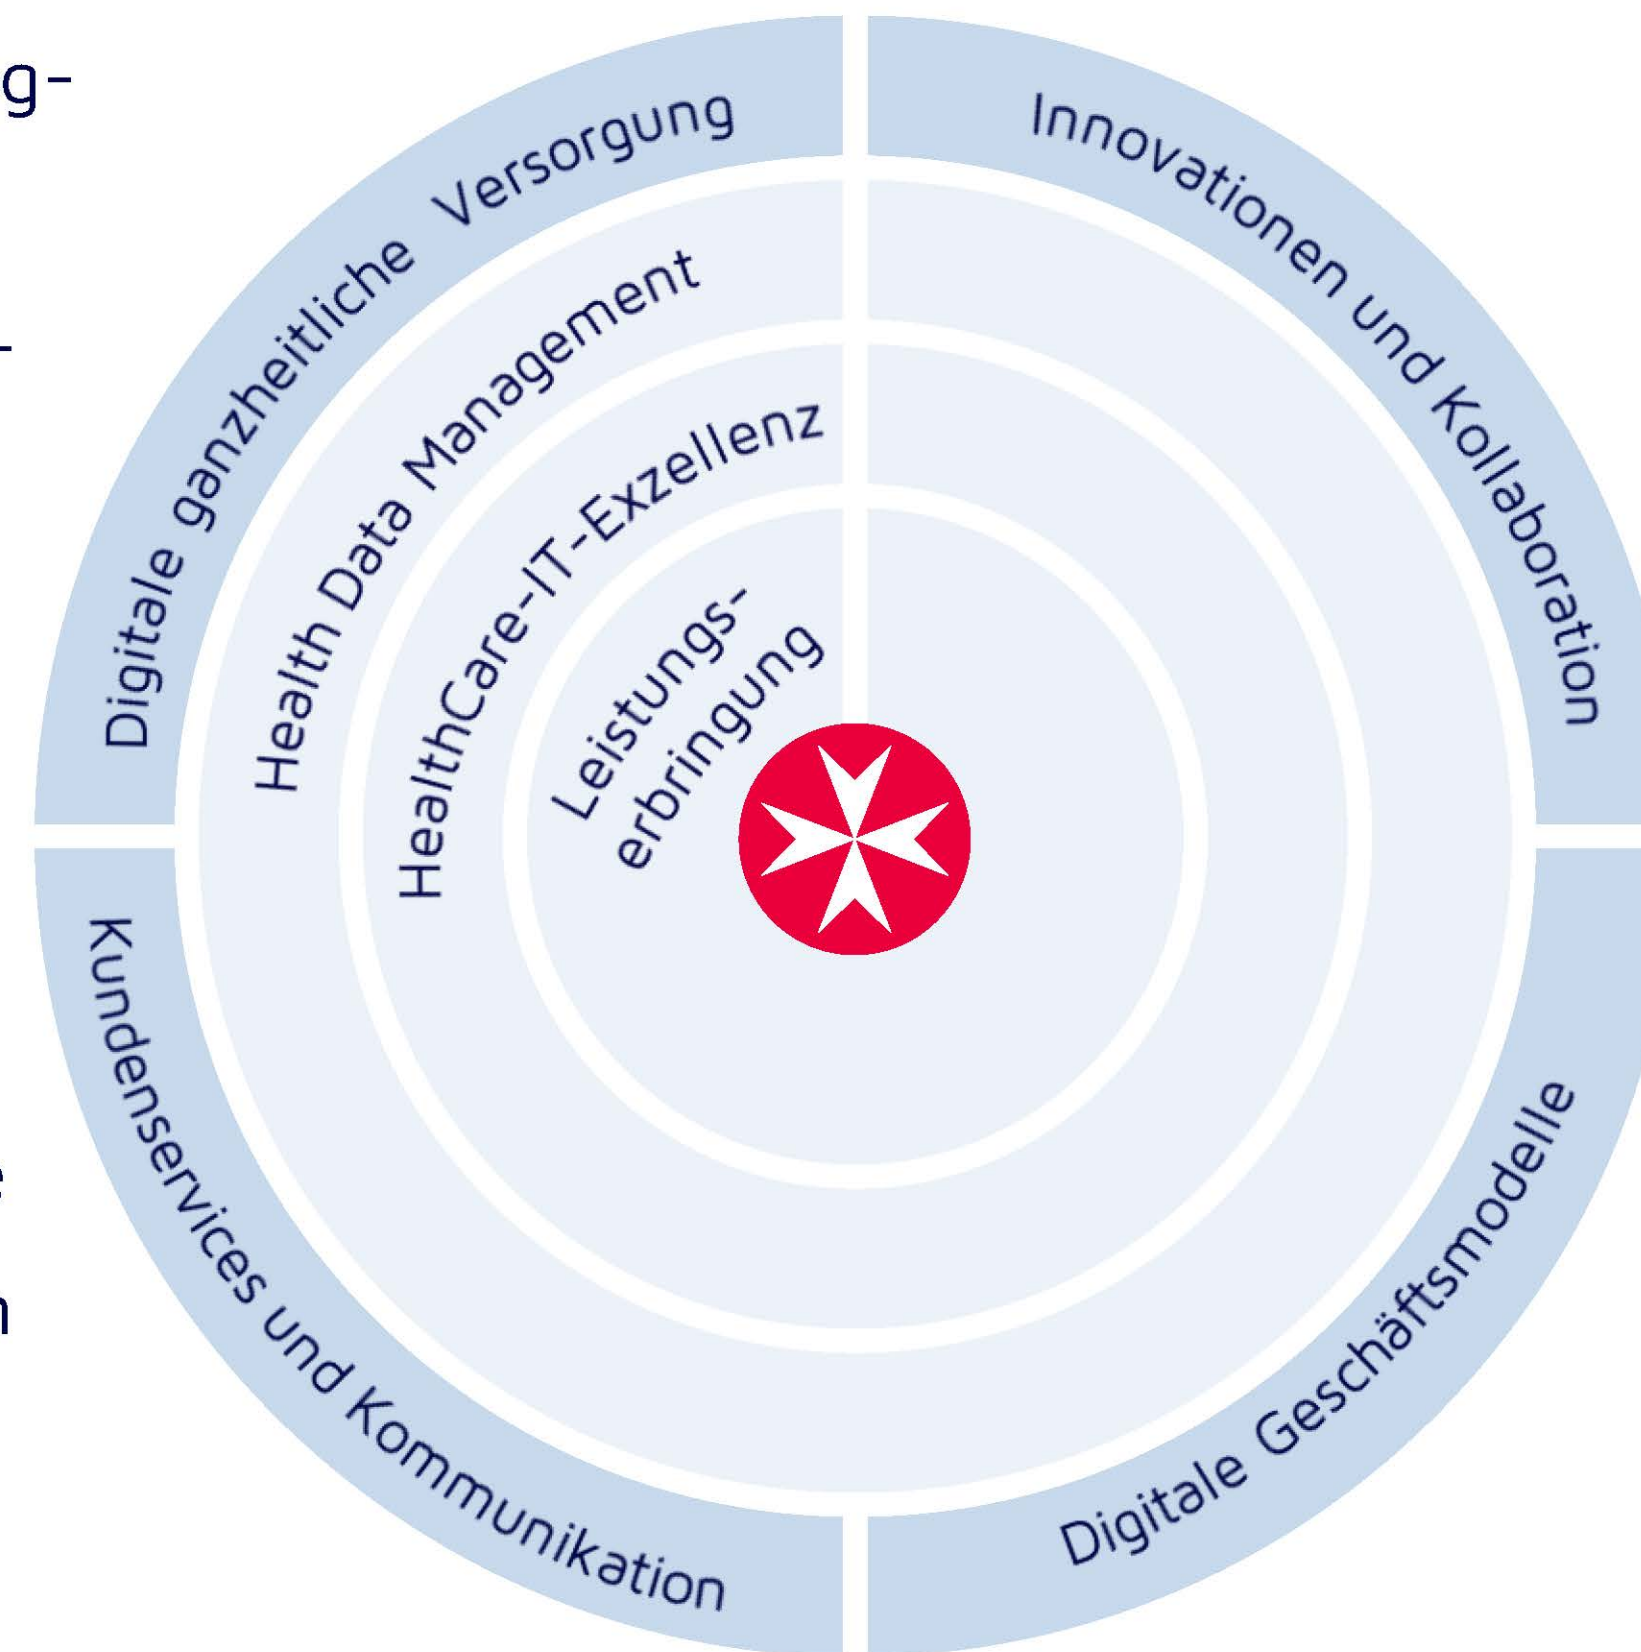 g-
Digitale ganzheitliche Versorgung
Innovationen und Kollaboration
Health Data Management
HealthCare-IT-Exzellenz
Leistungs-
erbringung
Kundenservices und Kommunikation
Digitale Geschäftsmodelle